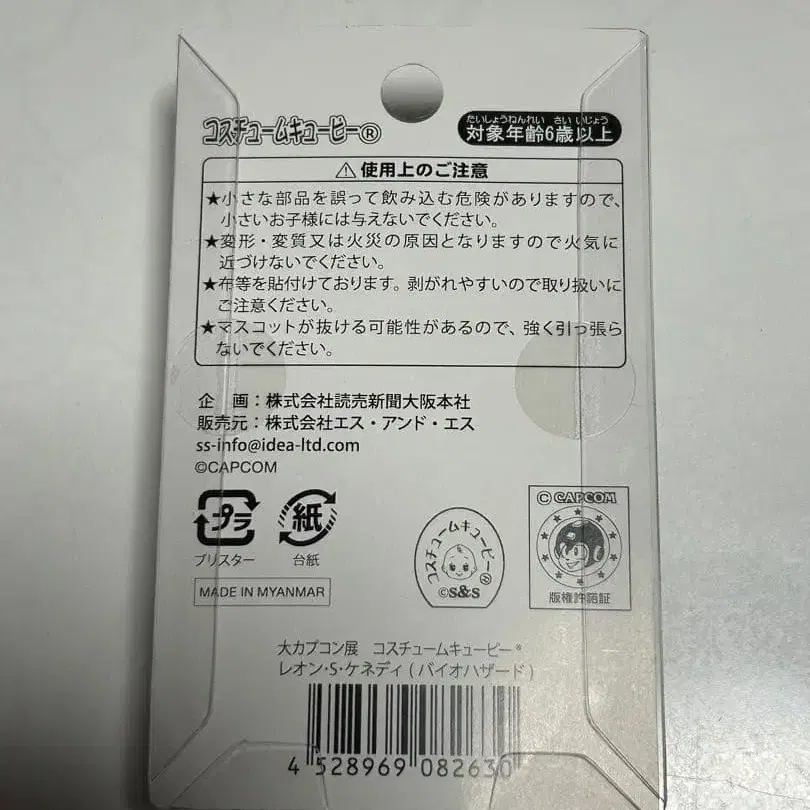 コスチュームキューピー®
たいしょうねんれい さい いじょう
対象年齢6歳以上
⚠使用上のご注意
★小さな部品を誤って飲み込む危険がありますので、
小さいお子様には与えないでください。
★変形・変質又は火災の原因となりますので火気に
近づけないでください。
★布等を貼付けております。剥がれやすいので取り扱いに
ご注意ください。
★マスコットが抜ける可能性があるので、強く引っ張ら
ないでください。
企　画：株式会社読売新聞大阪本社
販売元：株式会社エス・アンド・エス
ss-info@idea-ltd.com
©CAPCOM
プラ
ブリスター
紙
台紙
MADE IN MYANMAR
コスチュームキューピー®
©S&S
© CAPCOM
版権許諾証
大カプコン展　コスチュームキューピー®
レオン・S・ケネディ(バイオハザード)
4 528969 082630